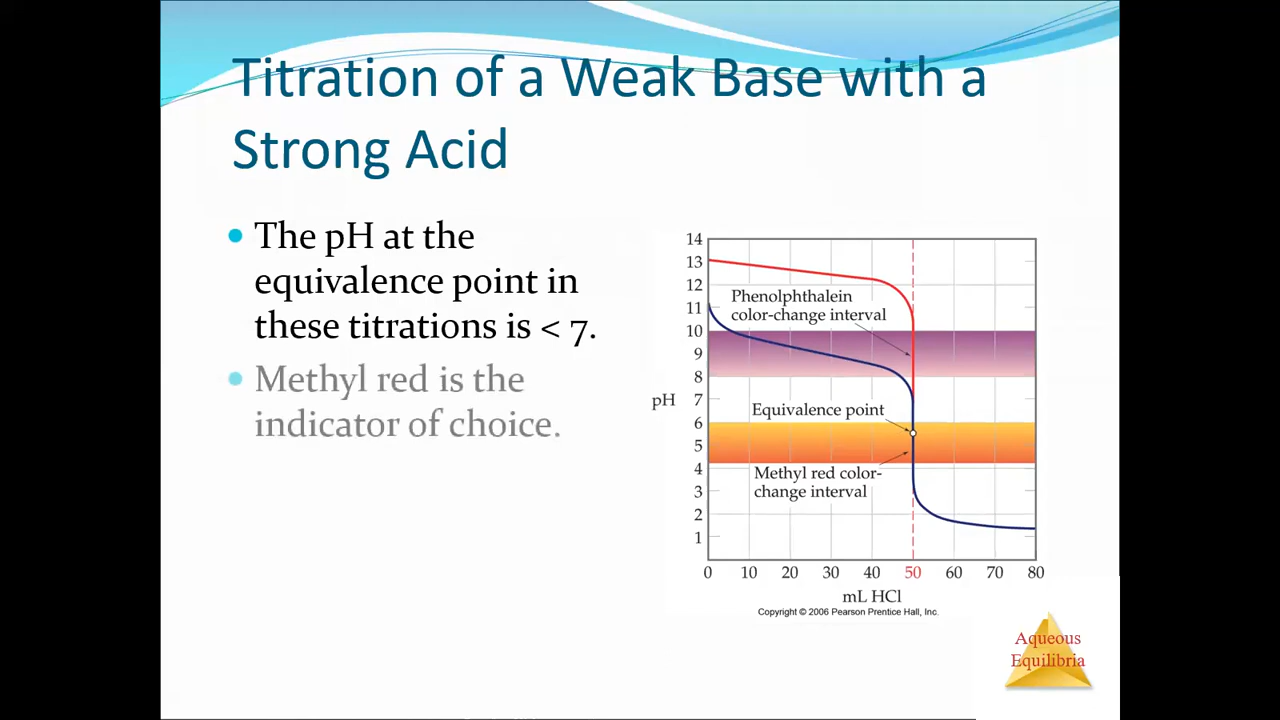 Titration of a Weak Base with a
Strong Acid
• The pH at the
equivalence point in
these titrations is < 7.
• Methyl red is the
indicator of choice.
14
13
12
11
10
9
8
7
6
5
4
3
2
1
pH
Phenolphthalein
color-change interval
Equivalence point
Methyl red color-
change interval
0 10 20 30 40 50 60 70 80
mL HCl
Copyright © 2006 Pearson Prentice Hall, Inc.
Aqueous
Equilibria